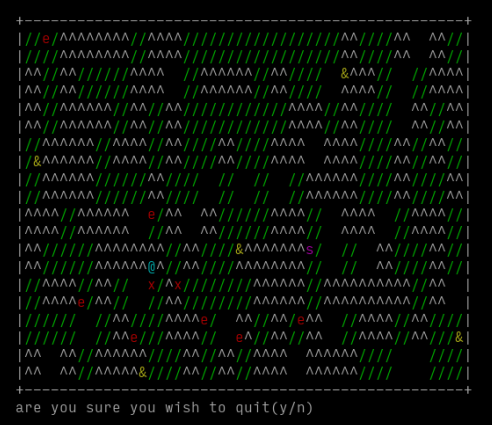 +------------------------------------------------+
|//e/^^^^^^^^//^^^^/////////////////^^////^^  ^^//|
|////^^^^^^^^//^^^^/////////////////^^////^^  ^^//|
|^^//^^//////^^^^  //^^^^^^//^^////  &^^^//  //^^^^|
|^^//^^//////^^^^  //^^^^^^//^^////  ^^^^//  //^^^^|
|^^//^^^^^^//^^//^^////////////^^^^//^^////  ^^//^^|
|^^//^^^^^^//^^//^^////////////^^^^//^^////  ^^//^^|
|//^^^^^^//^^^^//^^////^^////^^^^  ^^^^////^^//^^//|
|/&^^^^^^//^^^^//^^////^^////^^^^  ^^^^////^^//^^//|
|//^^^^^^//////^^////  //  //  //^^^^^^////^^////^^|
|//^^^^^^//////^^////  //  //  //^^^^^^////^^////^^|
|^^^^//^^^^^^  e/^^  ^^//////^^^^//  ^^^^  //^^^^//|
|^^^^//^^^^^^  //^^  ^^//////^^^^//  ^^^^  //^^^^//|
|^^//////^^^^^^^^//^^////&^^^^^^^s/  //  ^^////^^//|
|^^//////^^^^^^@^//^^////^^^^^^^^//  //  ^^////^^//|
|//^^^^//^^//  x/^x////////^^^^^^//^^^^^^^^^^//^^  |
|//^^^^e/^^//  //^^////////^^^^^^//^^^^^^^^^^//^^  |
|//////  //^^////^^^^e/  ^^//^^//e^^  //^^^^//^^////|
|//////  //^^e///^^^^//  e^//^^//^^  //^^^^//^^///&|
|^^  ^^//^^^^^^////^^//^^//^^^^  ^^^^^^////    ////|
|^^  ^^//^^^^^&////^^//^^//^^^^  ^^^^^^////    ////|
+------------------------------------------------+
are you sure you wish to quit(y/n)